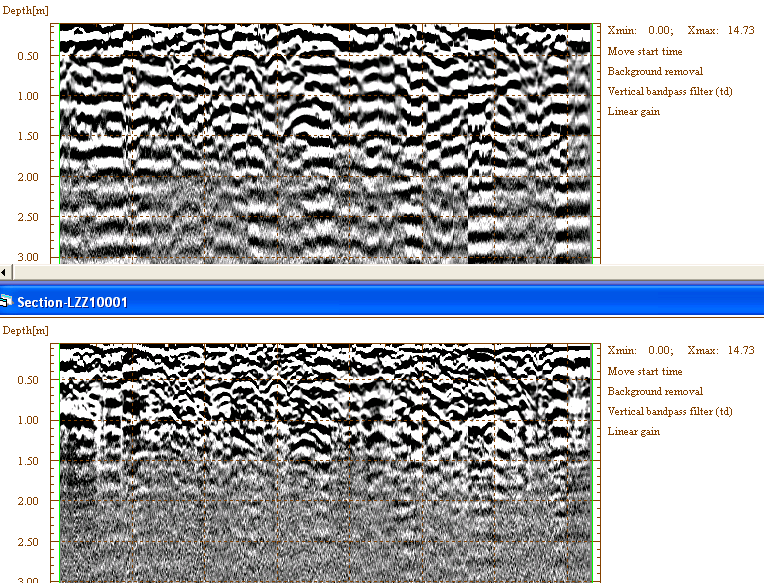 Depth[m]
Xmin: 0.00; Xmax: 14.73
0.50
Move start time
Background removal
1.00
Vertical bandpass filter (td)
Linear gain
1.50
2.00
2.50
3.00
Section-LZZ10001
Depth[m]
Xmin: 0.00; Xmax: 14.73
Move start time
0.50
Background removal
Vertical bandpass filter (td)
1.00
Linear gain
1.50
2.00
2.50
3.00